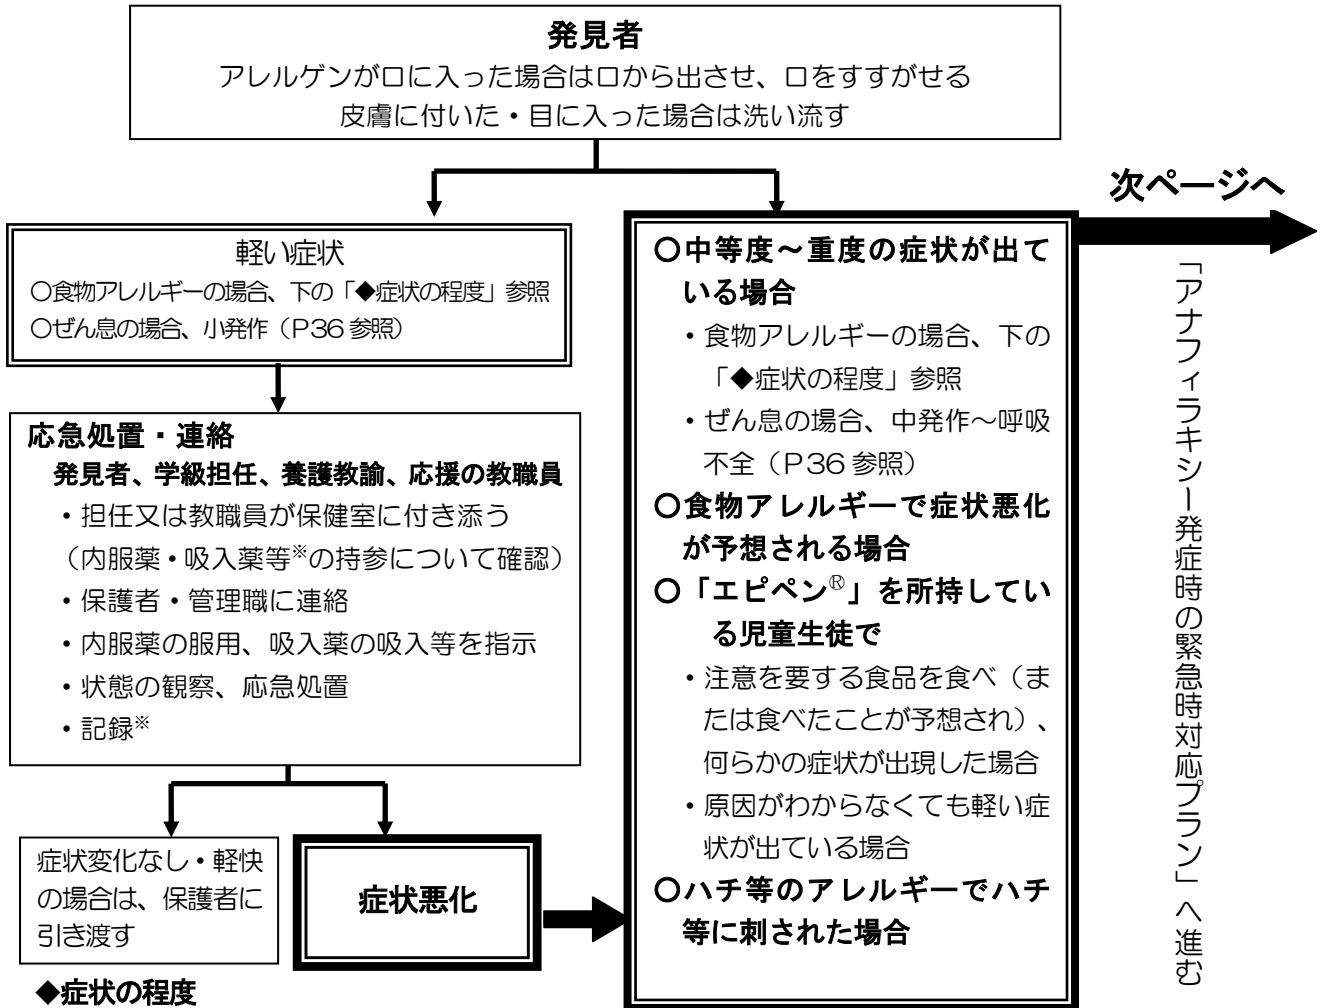 発見者
アレルゲンが口に入った場合は口から出させ、口をすすがせる
皮膚に付いた・目に入った場合は洗い流す
軽い症状
○食物アレルギーの場合、下の「◆症状の程度」参照
○ぜん息の場合、小発作（P36 参照）
応急処置・連絡
発見者、学級担任、養護教諭、応援の教職員
・担任又は教職員が保健室に付き添う
（内服薬・吸入薬等※の持参について確認）
・保護者・管理職に連絡
・内服薬の服用、吸入薬の吸入等を指示
・状態の観察、応急処置
・記録※
症状変化なし・軽快
の場合は、保護者に
引き渡す
症状悪化
○中等度～重度の症状が出て
いる場合
・食物アレルギーの場合、下の
「◆症状の程度」参照
・ぜん息の場合、中発作～呼吸
不全（P36 参照）
○食物アレルギーで症状悪化
が予想される場合
○「エピペン®」を所持してい
る児童生徒で
・注意を要する食品を食べ（ま
たは食べたことが予想され）、
何らかの症状が出現した場合
・原因がわからなくても軽い症
状が出ている場合
○ハチ等のアレルギーでハチ
等に刺された場合
次ページへ
「アナフィラキシー発症時の緊急時対応プラン」へ進む
◆症状の程度